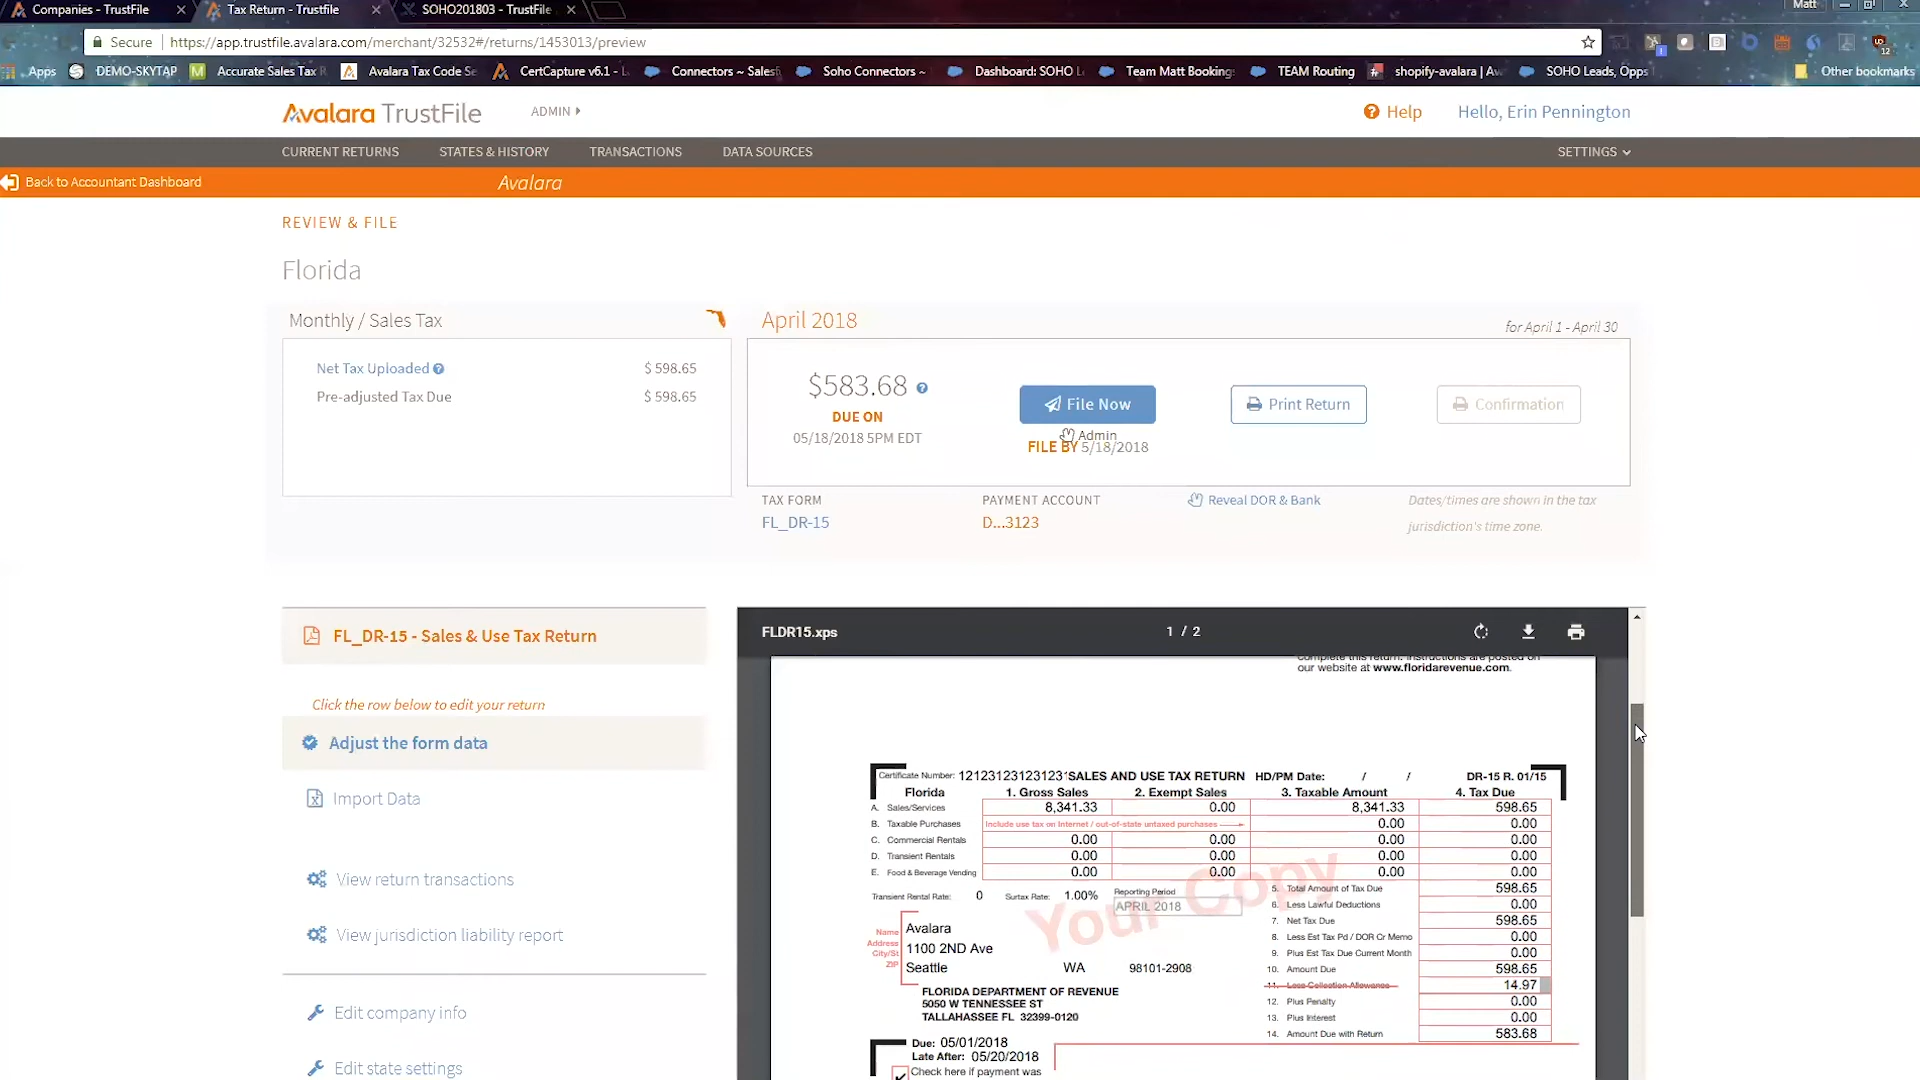 Companies - TrustFile
Tax Return - Trustfile
SOHO201803 - TrustFile
Matt
Secure
https://app.trustfile.avalara.com/merchant/32532#/returns/1453013/preview
Apps
DEMO-SKYTAP
Accurate Sales Tax R
Avalara Tax Code Se
CertCapture v6.1 - L
Connectors ~ Salesf
Soho Connectors ~
Dashboard: SOHO L
Team Matt Bookings
TEAM Routing
shopify-avalara | Av
SOHO Leads, Opps
Other bookmarks
Avalara TrustFile
ADMIN
Help
Hello, Erin Pennington
CURRENT RETURNS
STATES & HISTORY
TRANSACTIONS
DATA SOURCES
SETTINGS
Back to Accountant Dashboard
Avalara
REVIEW & FILE
Florida
Monthly / Sales Tax
April 2018
for April 1 - April 30
Net Tax Uploaded
$ 598.65
Pre-adjusted Tax Due
$ 598.65
$583.68
DUE ON
05/18/2018 5PM EDT
File Now
Admin
FILE BY 5/18/2018
Print Return
Confirmation
TAX FORM
FL_DR-15
PAYMENT ACCOUNT
D...3123
Reveal DOR & Bank
Dates/times are shown in the tax
jurisdiction's time zone.
FL_DR-15 - Sales & Use Tax Return
Click the row below to edit your return
Adjust the form data
Import Data
View return transactions
View jurisdiction liability report
Edit company info
Edit state settings
FLDR15.xps
1 / 2
complete this return. Instructions are posted on
our website at www.floridarevenue.com.
Certificate Number: 121231231231231 SALES AND USE TAX RETURN HD/PM Date: / / DR-15 R. 01/15
Florida 1. Gross Sales 2. Exempt Sales 3. Taxable Amount 4. Tax Due
A. Sales/Services 8,341.33 0.00 8,341.33 598.65
B. Taxable Purchases Include use tax on Internet / out-of-state untaxed purchases 0.00 0.00
C. Commercial Rentals 0.00 0.00 0.00 0.00
D. Transient Rentals 0.00 0.00 0.00 0.00
E. Food & Beverage Vending 0.00 0.00 0.00 0.00
Transient Rental Rate: 0 Surtax Rate: 1.00% Reporting Period
APRIL 2018
Your Copy
5. Total Amount of Tax Due 598.65
6. Less Lawful Deductions 0.00
7. Net Tax Due 598.65
8. Less Est Tax Pd / DOR Cr Memo 0.00
9. Plus Est Tax Due Current Month 0.00
10. Amount Due 598.65
11. Less Collection Allowance 14.97
12. Plus Penalty 0.00
13. Plus Interest 0.00
14. Amount Due with Return 583.68
Name
Address
City/St
ZIP
Avalara
1100 2ND Ave
Seattle WA 98101-2908
FLORIDA DEPARTMENT OF REVENUE
5050 W TENNESSEE ST
TALLAHASSEE FL 32399-0120
Due: 05/01/2018
Late After: 05/20/2018
Check here if payment was